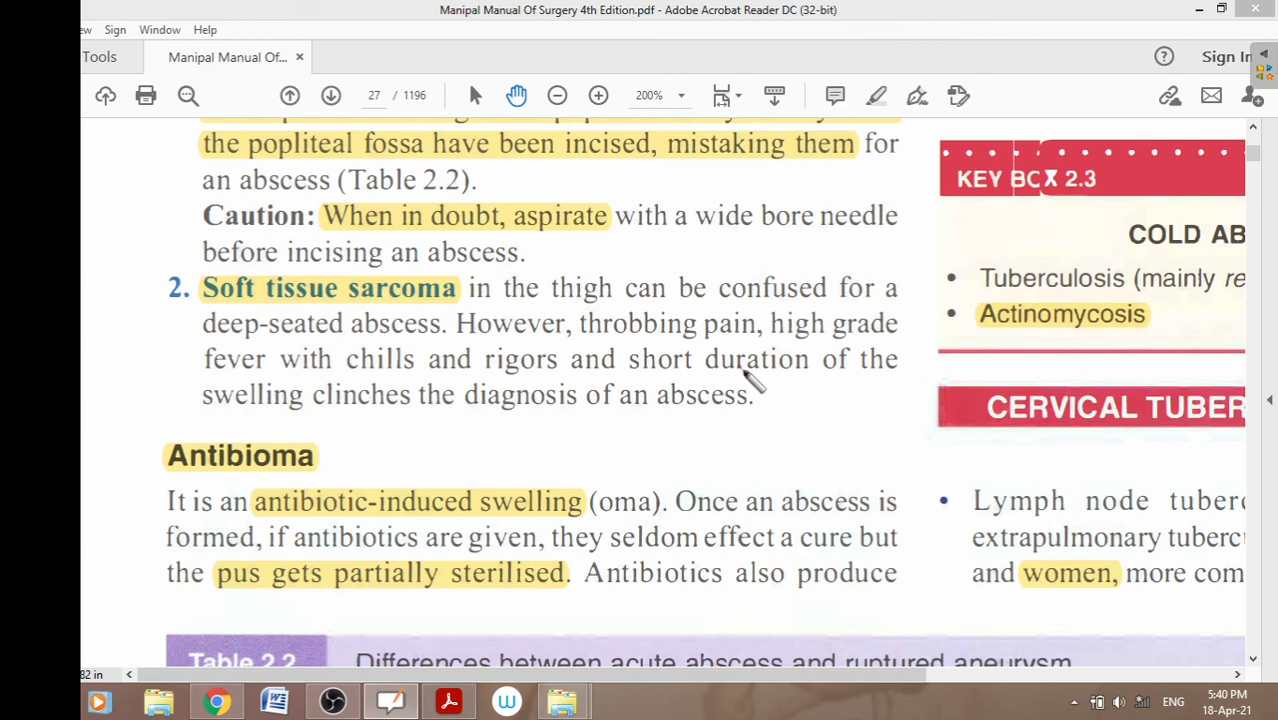 Manipal Manual Of Surgery 4th Edition.pdf - Adobe Acrobat Reader DC (32-bit)
ew Sign Window Help
Tools Manipal Manual Of... × Sign In
27 / 1196 200%
the popliteal fossa have been incised, mistaking them for
an abscess (Table 2.2).
Caution: When in doubt, aspirate with a wide bore needle
before incising an abscess.
2. Soft tissue sarcoma in the thigh can be confused for a
deep-seated abscess. However, throbbing pain, high grade
fever with chills and rigors and short duration of the
swelling clinches the diagnosis of an abscess.
Antibioma
It is an antibiotic-induced swelling (oma). Once an abscess is
formed, if antibiotics are given, they seldom effect a cure but
the pus gets partially sterilised. Antibiotics also produce
Table 2.2 Differences between acute abscess and ruptured aneurysm
KEY BOX 2.3
COLD AB
• Tuberculosis (mainly re
• Actinomycosis
CERVICAL TUBER
• Lymph node tuberc
extrapulmonary tubercu
and women, more com
82 in
ENG
5:40 PM
18-Apr-21